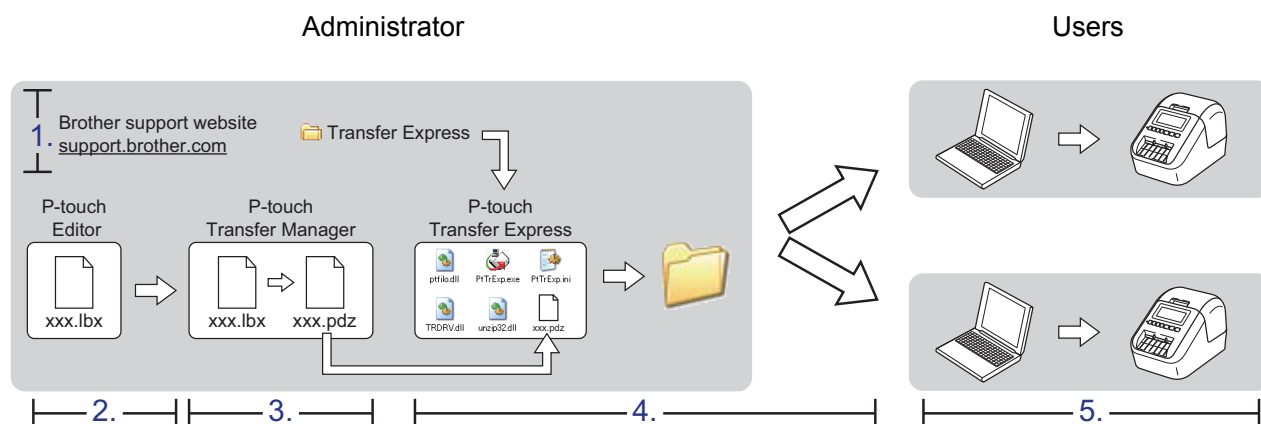 Administrator
Users
1.
Brother support website
support.brother.com
Transfer Express
P-touch
Editor
xxx.lbx
P-touch
Transfer Manager
xxx.lbx
xxx.pdz
P-touch
Transfer Express
ptfilo.dll
PtTrExp.exe
PtTrExp.ini
TRDRV.dll
unzip32.dll
xxx.pdz
2.
3.
4.
5.